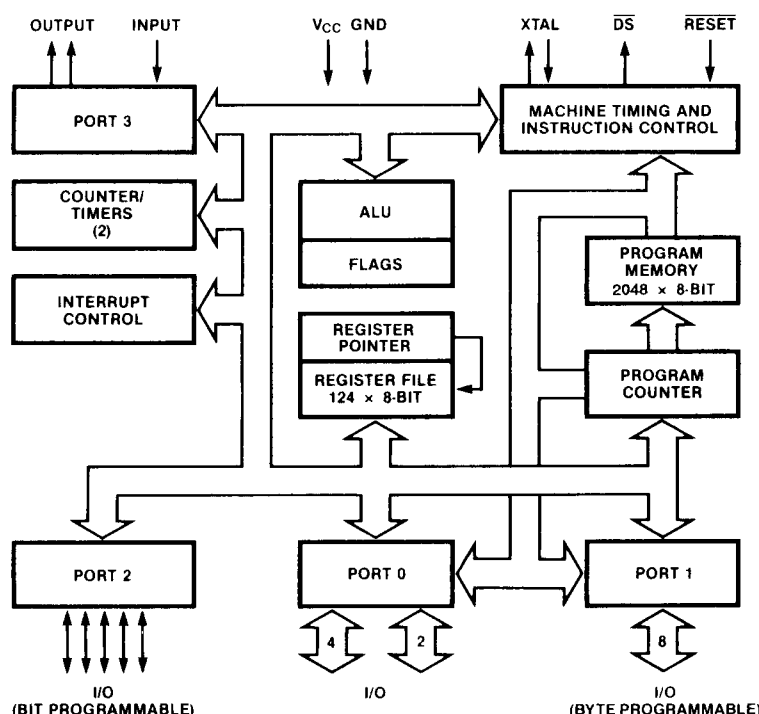 OUTPUT INPUT VCC GND XTAL DS RESET
PORT 3
MACHINE TIMING AND
INSTRUCTION CONTROL
COUNTER/
TIMERS
(2)
ALU
FLAGS
PROGRAM
MEMORY
2048 × 8-BIT
INTERRUPT
CONTROL
REGISTER
POINTER
REGISTER FILE
124 × 8-BIT
PROGRAM
COUNTER
PORT 2
PORT 0
PORT 1
4
2
8
I/O
(BIT PROGRAMMABLE)
I/O
I/O
(BYTE PROGRAMMABLE)